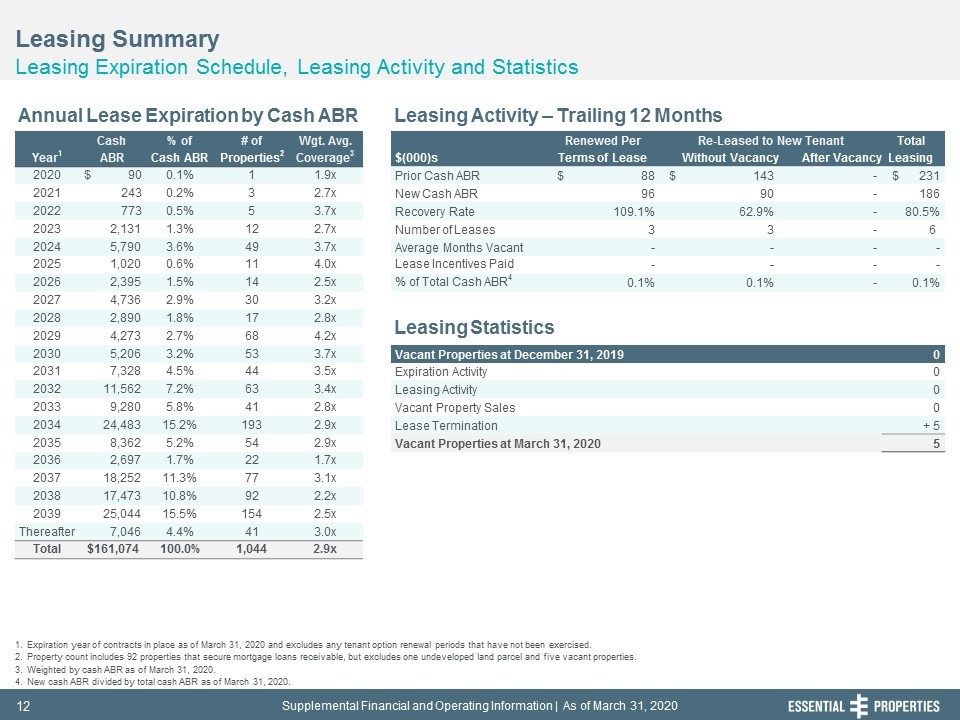 Leasing Summary
Leasing Expiration Schedule, Leasing Activity and Statistics
Annual Lease Expiration by Cash ABR
Cash % of # of Wgt. Avg.
Year1 ABR Cash ABR Properties2 Coverage3
2020 $ 90 0.1% 1 1.9x
2021 243 0.2% 3 2.7x
2022 773 0.5% 5 3.7x
2023 2,131 1.3% 12 2.7x
2024 5,790 3.6% 49 3.7x
2025 1,020 0.6% 11 4.0x
2026 2,395 1.5% 14 2.5x
2027 4,736 2.9% 30 3.2x
2028 2,890 1.8% 17 2.8x
2029 4,273 2.7% 68 4.2x
2030 5,206 3.2% 53 3.7x
2031 7,328 4.5% 44 3.5x
2032 11,562 7.2% 63 3.4x
2033 9,280 5.8% 41 2.8x
2034 24,483 15.2% 193 2.9x
2035 8,362 5.2% 54 2.9x
2036 2,697 1.7% 22 1.7x
2037 18,252 11.3% 77 3.1x
2038 17,473 10.8% 92 2.2x
2039 25,044 15.5% 154 2.5x
Thereafter 7,046 4.4% 41 3.0x
Total $161,074 100.0% 1,044 2.9x
Leasing Activity – Trailing 12 Months
Renewed Per Re-Leased to New Tenant Total
$(000)s Terms of Lease Without Vacancy After Vacancy Leasing
Prior Cash ABR $ 88 $ 143 - $ 231
New Cash ABR 96 90 - 186
Recovery Rate 109.1% 62.9% - 80.5%
Number of Leases 3 3 - 6
Average Months Vacant - - - -
Lease Incentives Paid - - - -
% of Total Cash ABR4 0.1% 0.1% - 0.1%
Leasing Statistics
Vacant Properties at December 31, 2019 0
Expiration Activity 0
Leasing Activity 0
Vacant Property Sales 0
Lease Termination + 5
Vacant Properties at March 31, 2020 5
1. Expiration year of contracts in place as of March 31, 2020 and excludes any tenant option renewal periods that have not been exercised.
2. Property count includes 92 properties that secure mortgage loans receivable, but excludes one undeveloped land parcel and five vacant properties.
3. Weighted by cash ABR as of March 31, 2020.
4. New cash ABR divided by total cash ABR as of March 31, 2020.
12 Supplemental Financial and Operating Information | As of March 31, 2020 ESSENTIAL PROPERTIES